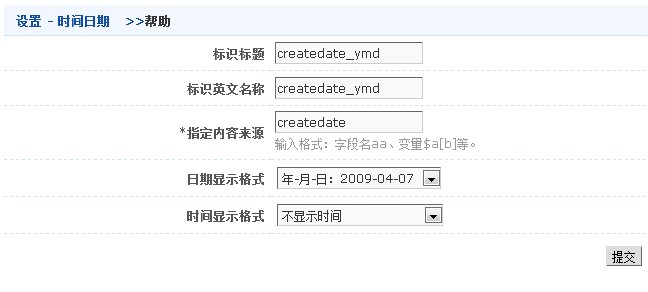 设置 - 时间日期 >>帮助
标识标题 createdate_ymd
标识英文名称 createdate_ymd
*指定内容来源 createdate
输入格式：字段名aa、变量$a[b]等。
日期显示格式 年-月-日：2009-04-07
时间显示格式 不显示时间
提交